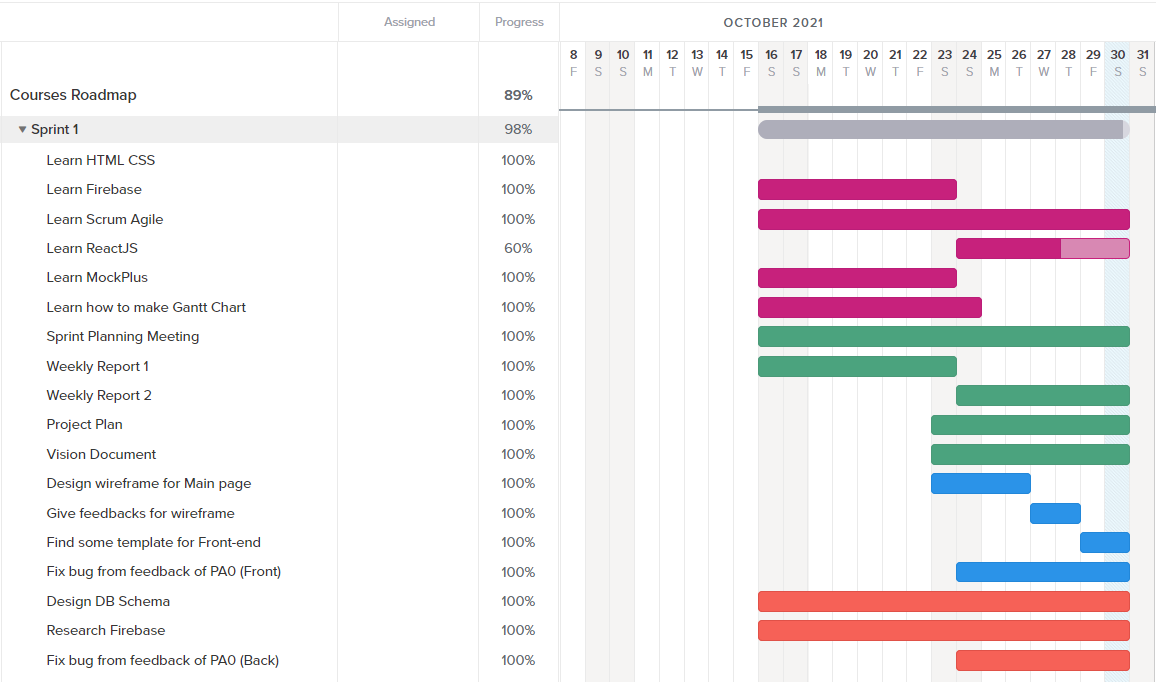 Assigned Progress OCTOBER 2021
8 9 10 11 12 13 14 15 16 17 18 19 20 21 22 23 24 25 26 27 28 29 30 31
F S S M T W T F S S M T W T F S S M T W T F S S
Courses Roadmap 89%
Sprint 1 98%
Learn HTML CSS 100%
Learn Firebase 100%
Learn Scrum Agile 100%
Learn ReactJS 60%
Learn MockPlus 100%
Learn how to make Gantt Chart 100%
Sprint Planning Meeting 100%
Weekly Report 1 100%
Weekly Report 2 100%
Project Plan 100%
Vision Document 100%
Design wireframe for Main page 100%
Give feedbacks for wireframe 100%
Find some template for Front-end 100%
Fix bug from feedback of PA0 (Front) 100%
Design DB Schema 100%
Research Firebase 100%
Fix bug from feedback of PA0 (Back) 100%